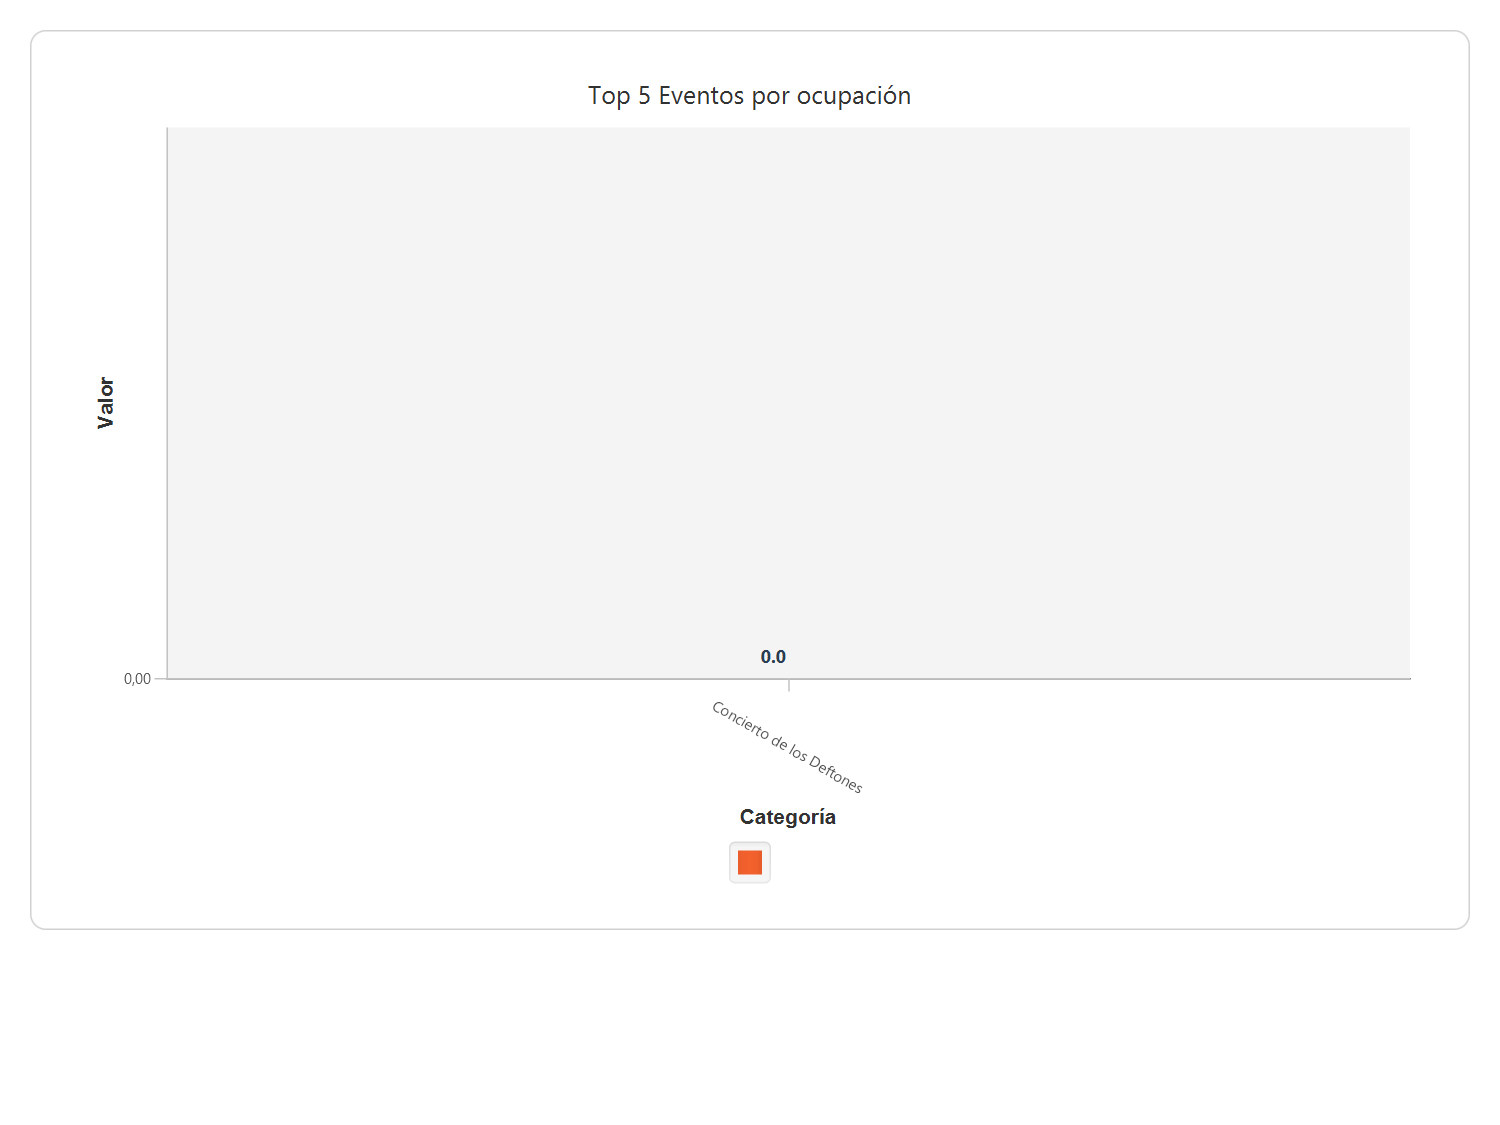 Top 5 Eventos por ocupación
Valor
0.0
0,00
Concierto de los Deftones
Categoría